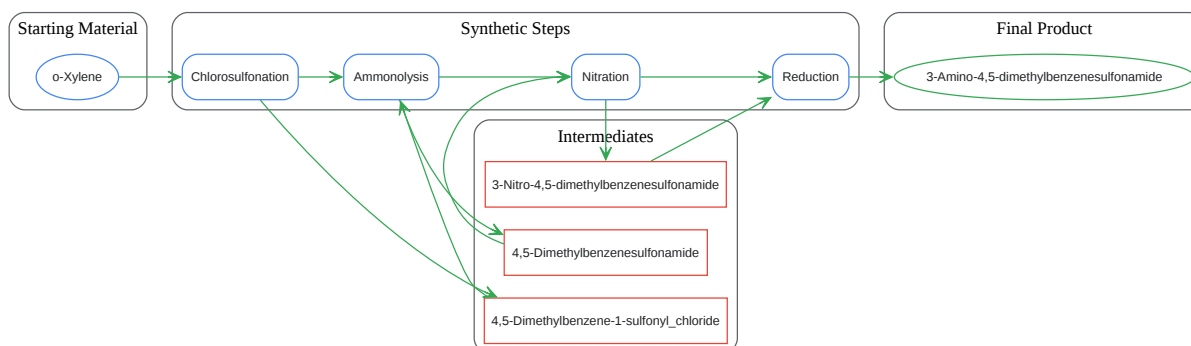 Starting Material
Synthetic Steps
Final Product
o-Xylene
Chlorosulfonation
Ammonolysis
Nitration
Reduction
3-Amino-4,5-dimethylbenzenesulfonamide
Intermediates
3-Nitro-4,5-dimethylbenzenesulfonamide
4,5-Dimethylbenzenesulfonamide
4,5-Dimethylbenzene-1-sulfonyl_chloride